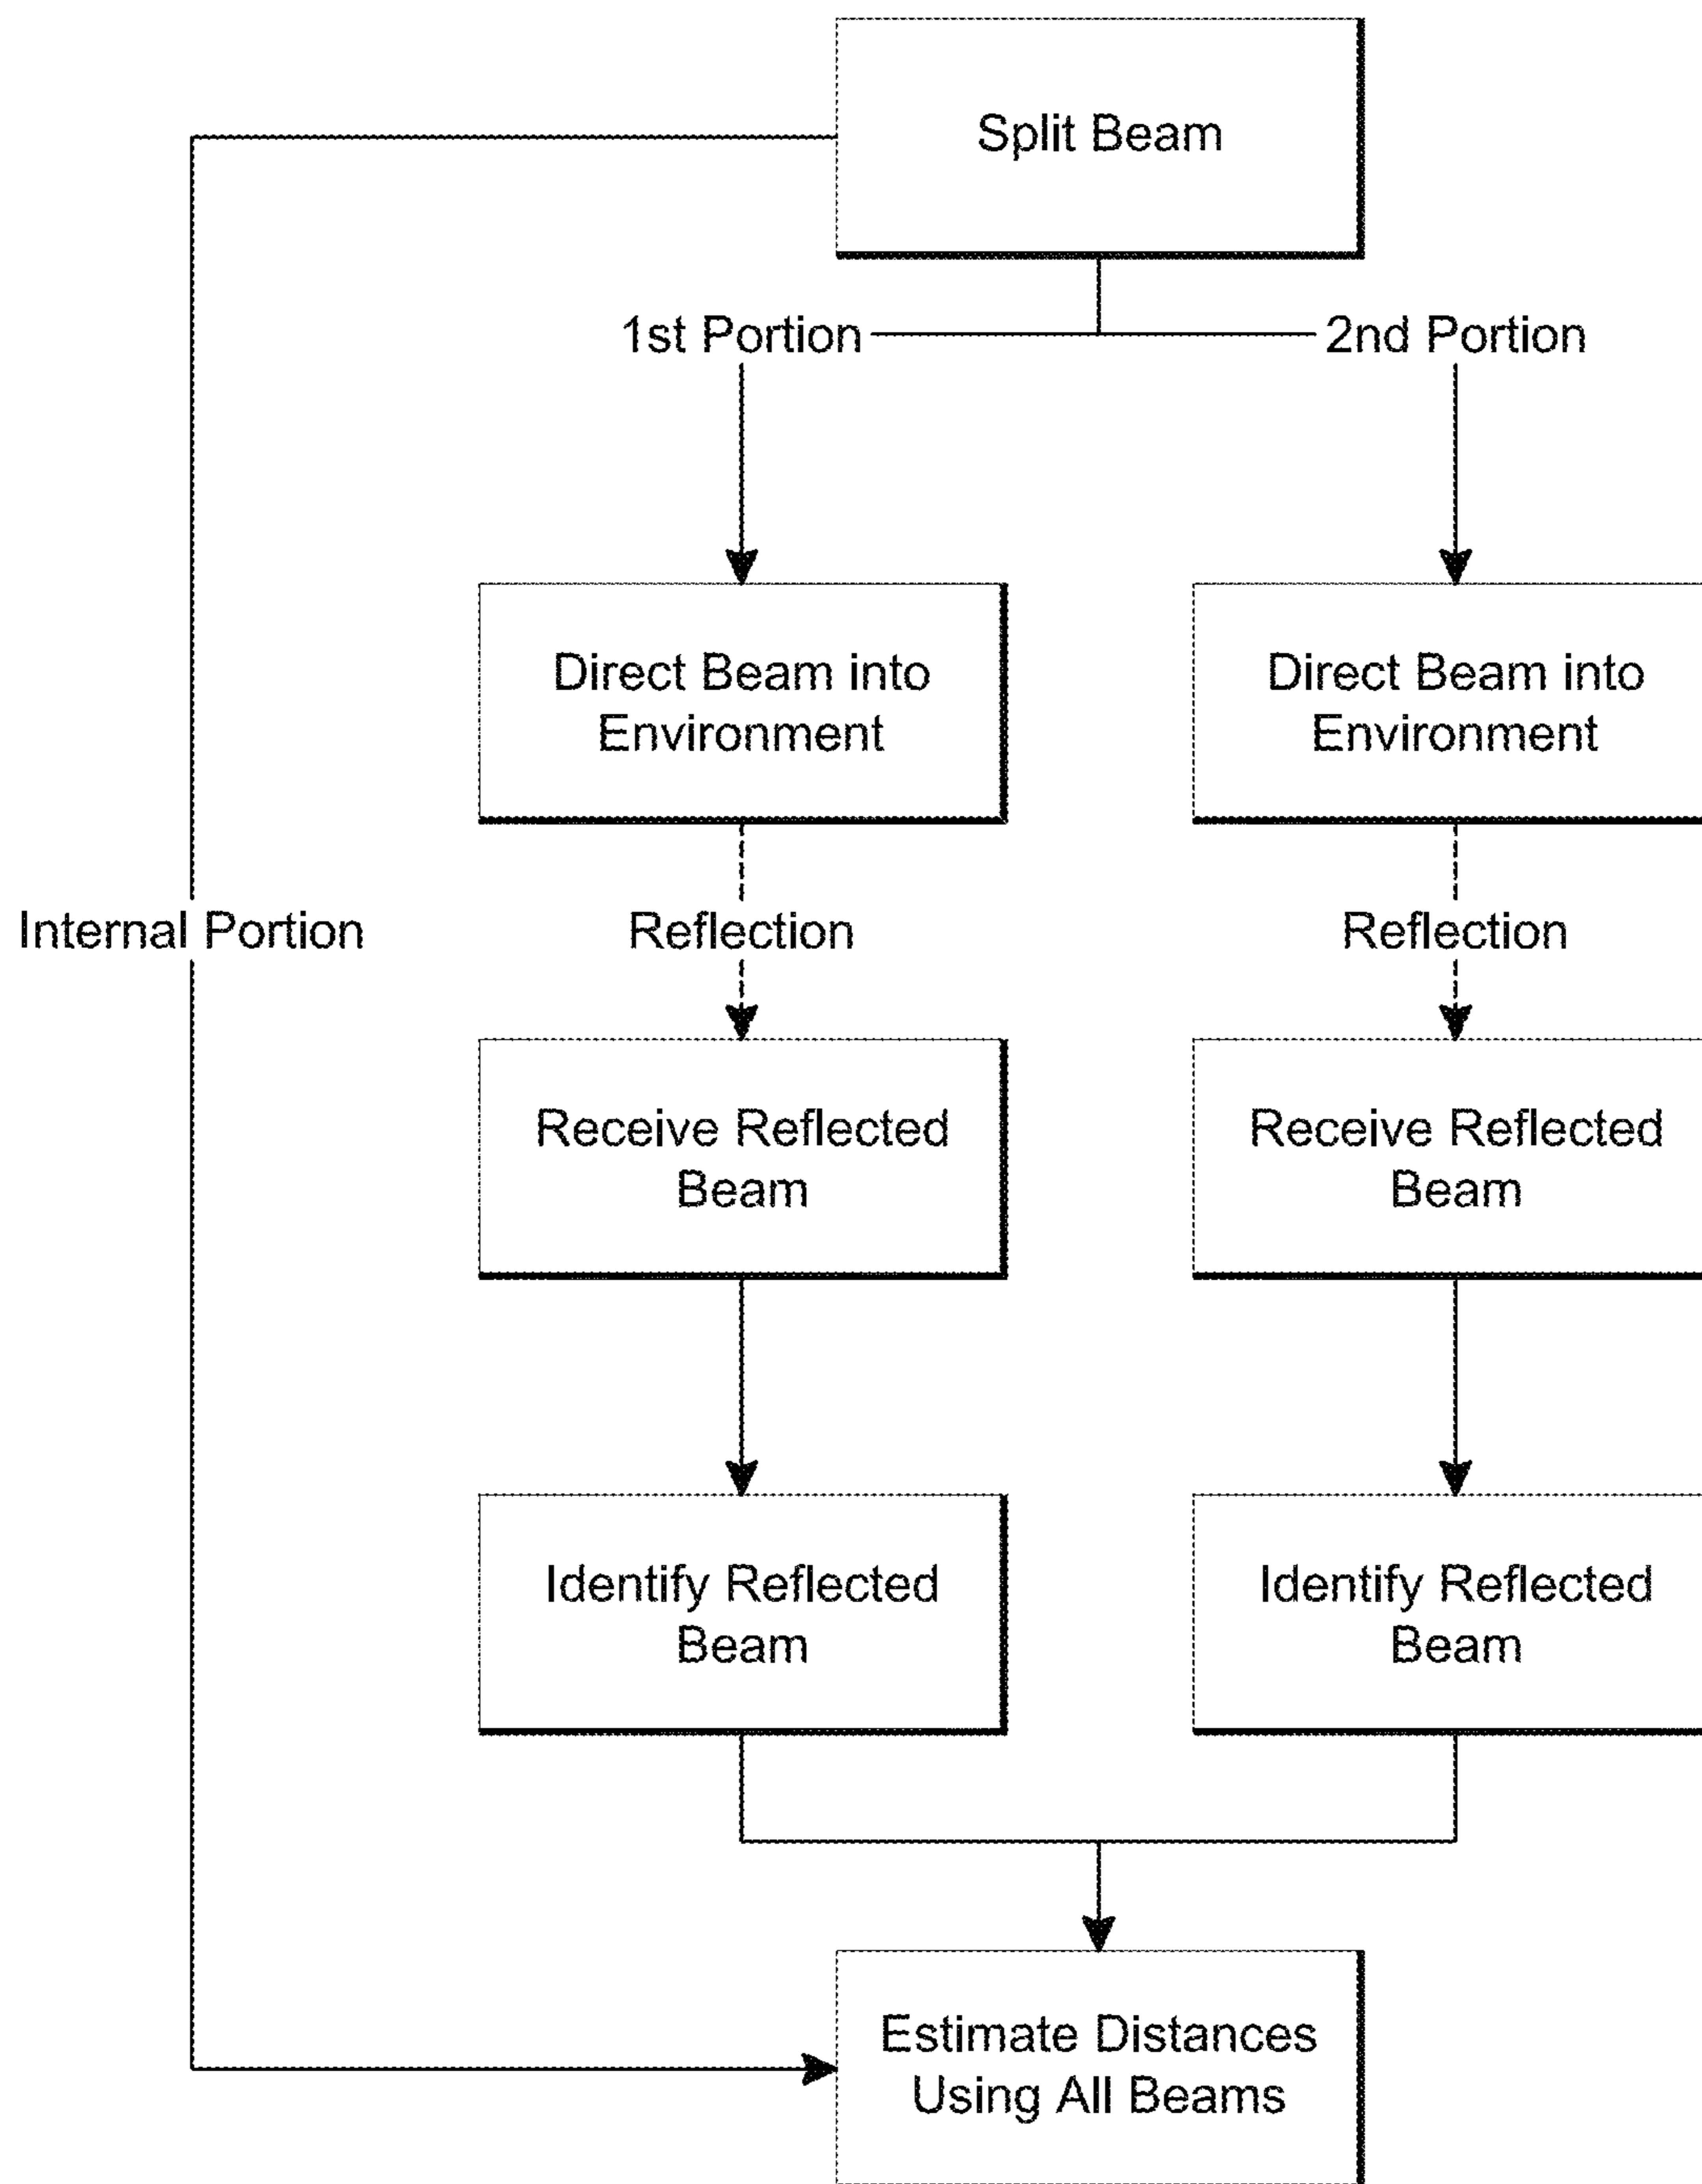 Split Beam
1st Portion
2nd Portion
Direct Beam into
Environment
Direct Beam into
Environment
Internal Portion
Reflection
Reflection
Receive Reflected
Beam
Receive Reflected
Beam
Identify Reflected
Beam
Identify Reflected
Beam
Estimate Distances
Using All Beams